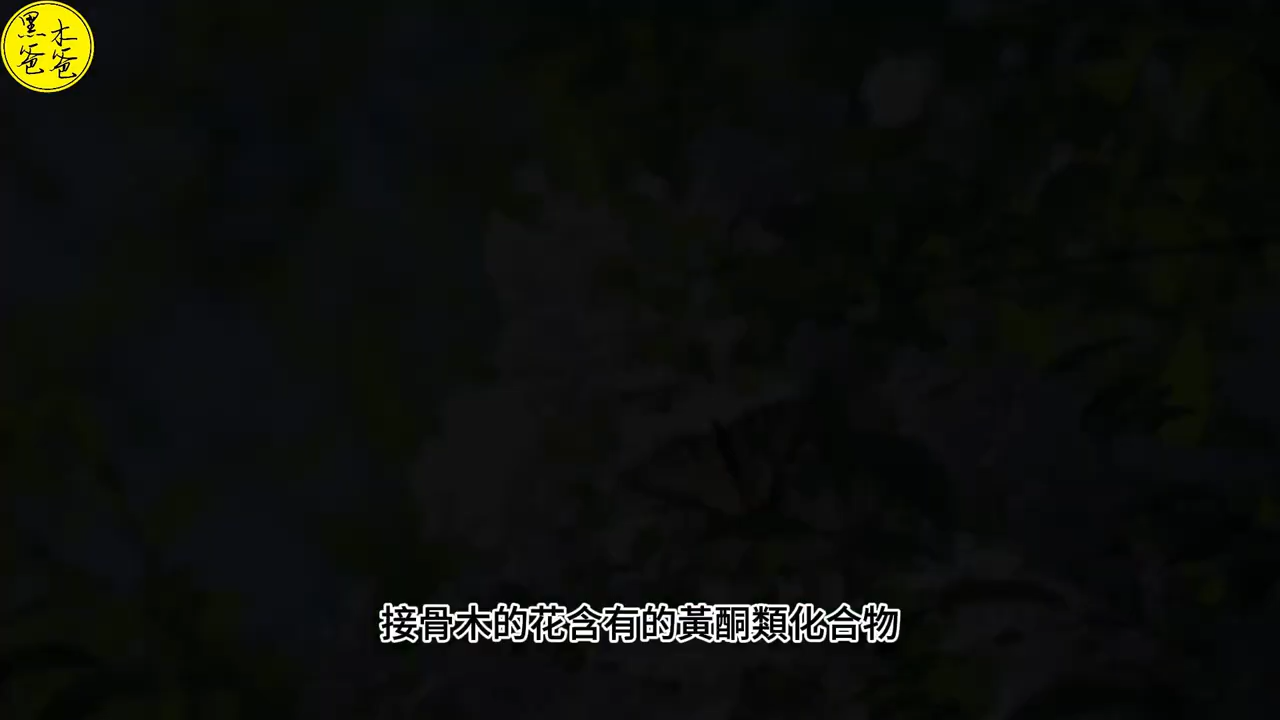 黑木
爸爸
接骨木的花含有的黃酮類化合物